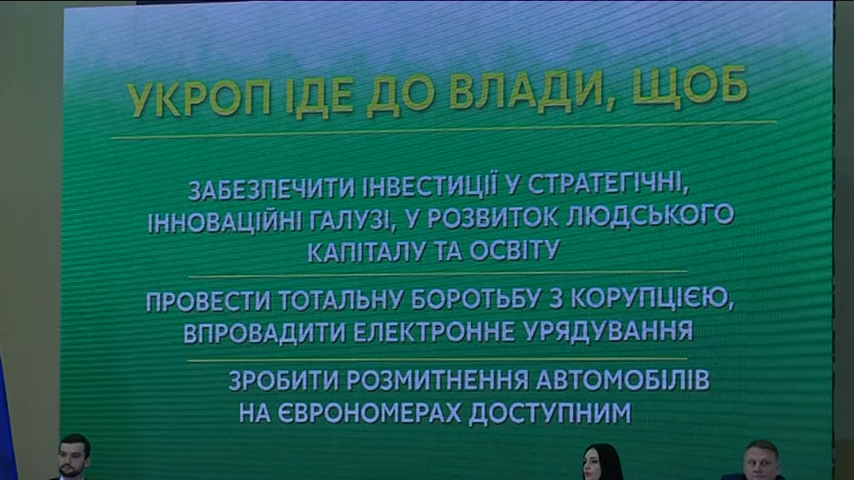 УКРОП ІДЕ ДО ВЛАДИ, ЩОБ
ЗАБЕЗПЕЧИТИ ІНВЕСТИЦІЇ У СТРАТЕГІЧНІ,
ІННОВАЦІЙНІ ГАЛУЗІ, У РОЗВИТОК ЛЮДСЬКОГО
КАПІТАЛУ ТА ОСВІТУ
ПРОВЕСТИ ТОТАЛЬНУ БОРОТЬБУ З КОРУПЦІЄЮ,
ВПРОВАДИТИ ЕЛЕКТРОННЕ УРЯДУВАННЯ
ЗРОБИТИ РОЗМИТНЕННЯ АВТОМОБІЛІВ
НА ЄВРОНОМЕРАХ ДОСТУПНИМ